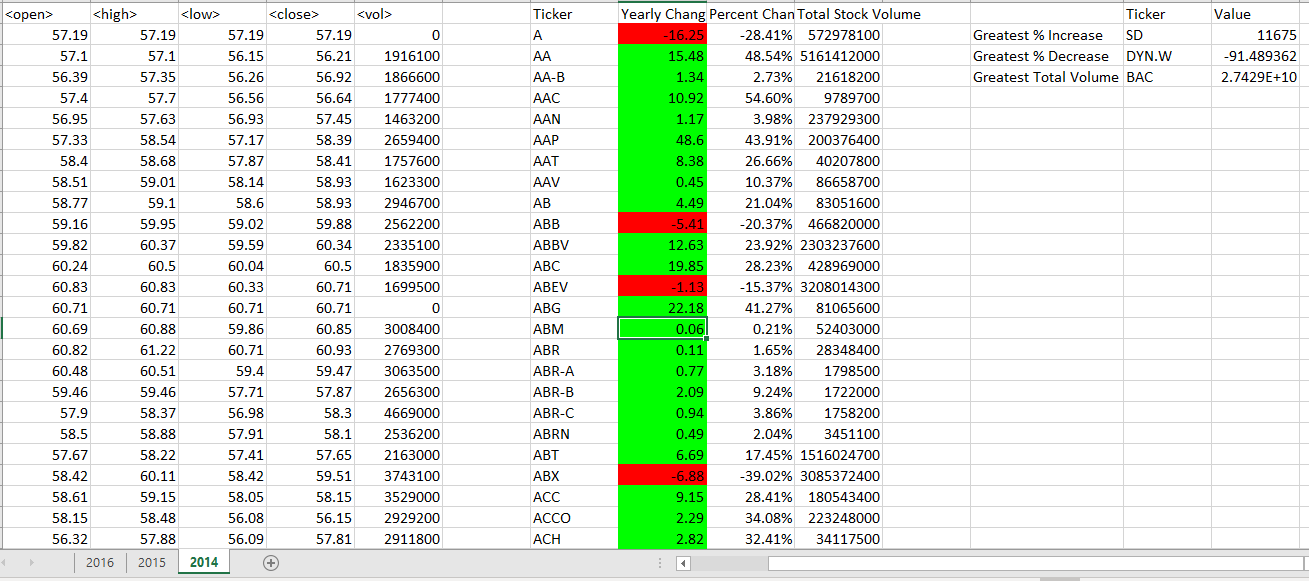 <open> <high> <low> <close> <vol> Ticker Yearly Chang Percent Chan Total Stock Volume Ticker Value
57.19 57.19 57.19 57.19 0 A -16.25 -28.41% 572978100 Greatest % Increase SD 11675
57.1 57.1 56.15 56.21 1916100 AA 15.48 48.54% 5161412000 Greatest % Decrease DYN.W -91.489362
56.39 57.35 56.26 56.92 1866600 AA-B 1.34 2.73% 21618200 Greatest Total Volume BAC 2.7429E+10
57.4 57.7 56.56 56.64 1777400 AAC 10.92 54.60% 9789700
56.95 57.63 56.93 57.45 1463200 AAN 1.17 3.98% 237929300
57.33 58.54 57.17 58.39 2659400 AAP 48.6 43.91% 200376400
58.4 58.68 57.87 58.41 1757600 AAT 8.38 26.66% 40207800
58.51 59.01 58.14 58.93 1623300 AAV 0.45 10.37% 86658700
58.77 59.1 58.6 58.93 2946700 AB 4.49 21.04% 83051600
59.16 59.95 59.02 59.88 2562200 ABB -5.41 -20.37% 466820000
59.82 60.37 59.59 60.34 2335100 ABBV 12.63 23.92% 2303237600
60.24 60.5 60.04 60.5 1835900 ABC 19.85 28.23% 428969000
60.83 60.83 60.33 60.71 1699500 ABEV -1.13 -15.37% 3208014300
60.71 60.71 60.71 60.71 0 ABG 22.18 41.27% 81065600
60.69 60.88 59.86 60.85 3008400 ABM 0.06 0.21% 52403000
60.82 61.22 60.71 60.93 2769300 ABR 0.11 1.65% 28348400
60.48 60.51 59.4 59.47 3063500 ABR-A 0.77 3.18% 1798500
59.46 59.46 57.71 57.87 2656300 ABR-B 2.09 9.24% 1722000
57.9 58.37 56.98 58.3 4669000 ABR-C 0.94 3.86% 1758200
58.5 58.88 57.91 58.1 2536200 ABRN 0.49 2.04% 3451100
57.67 58.22 57.41 57.65 2163000 ABT 6.69 17.45% 1516024700
58.42 60.11 58.42 59.51 3743100 ABX -6.88 -39.02% 3085372400
58.61 59.15 58.05 58.15 3529000 ACC 9.15 28.41% 180543400
58.15 58.48 56.08 56.15 2929200 ACCO 2.29 34.08% 223248000
56.32 57.88 56.09 57.81 2911800 ACH 2.82 32.41% 34117500
2016 2015 2014